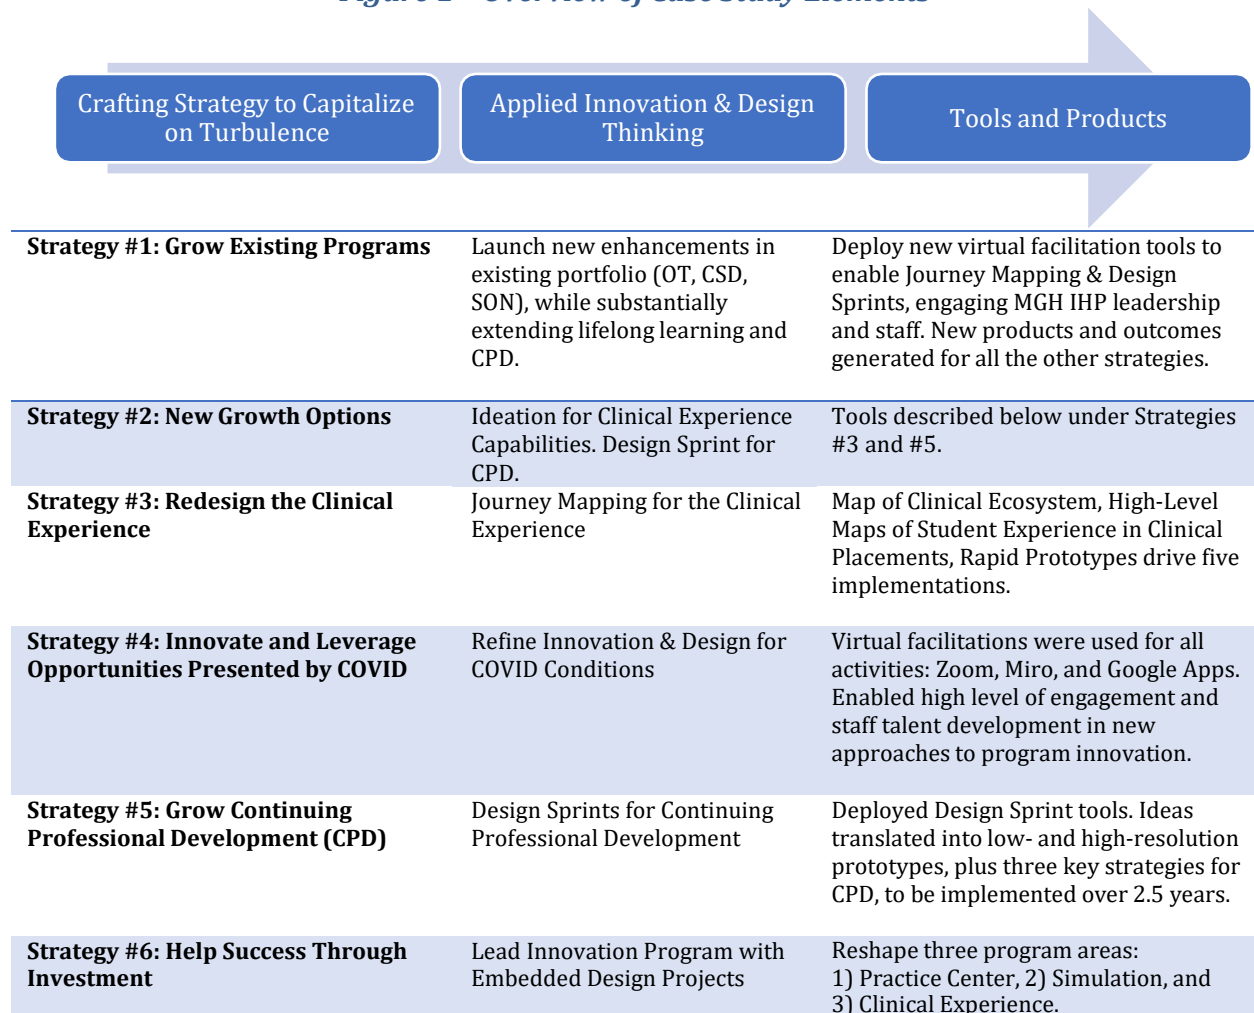 Crafting Strategy to Capitalize
on Turbulence
Applied Innovation & Design
Thinking
Tools and Products
Strategy #1: Grow Existing Programs
Launch new enhancements in
existing portfolio (OT, CSD,
SON), while substantially
extending lifelong learning and
CPD.
Deploy new virtual facilitation tools to
enable Journey Mapping & Design
Sprints, engaging MGH IHP leadership
and staff. New products and outcomes
generated for all the other strategies.
Strategy #2: New Growth Options
Ideation for Clinical Experience
Capabilities. Design Sprint for
CPD.
Tools described below under Strategies
#3 and #5.
Strategy #3: Redesign the Clinical
Experience
Journey Mapping for the Clinical
Experience
Map of Clinical Ecosystem, High-Level
Maps of Student Experience in Clinical
Placements, Rapid Prototypes drive five
implementations.
Strategy #4: Innovate and Leverage
Opportunities Presented by COVID
Refine Innovation & Design for
COVID Conditions
Virtual facilitations were used for all
activities: Zoom, Miro, and Google Apps.
Enabled high level of engagement and
staff talent development in new
approaches to program innovation.
Strategy #5: Grow Continuing
Professional Development (CPD)
Design Sprints for Continuing
Professional Development
Deployed Design Sprint tools. Ideas
translated into low- and high-resolution
prototypes, plus three key strategies for
CPD, to be implemented over 2.5 years.
Strategy #6: Help Success Through
Investment
Lead Innovation Program with
Embedded Design Projects
Reshape three program areas:
1) Practice Center, 2) Simulation, and
3) Clinical Experience.